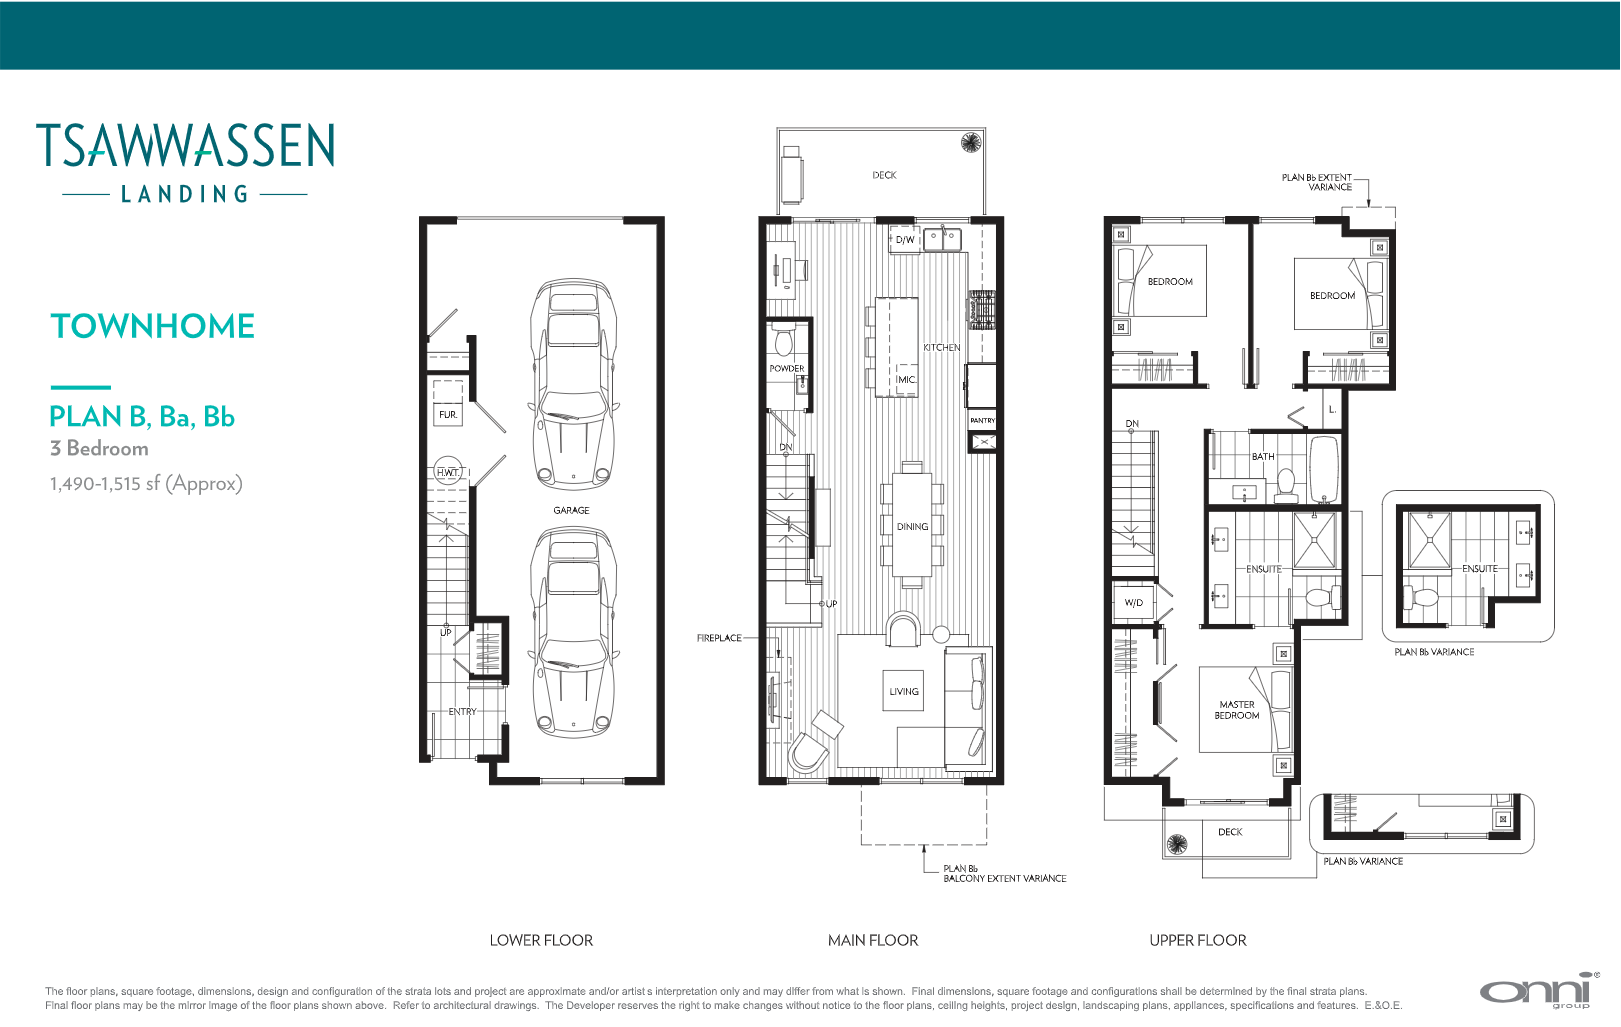 TSAWWASSEN
LANDING
TOWNHOME
PLAN B, Ba, Bb
3 Bedroom
1,490-1,515 sf (Approx)
FUR.
H.W.T.
GARAGE
UP
ENTRY
LOWER FLOOR
DECK
D/W
KITCHEN
MIC.
POWDER
PANTRY
DN
DINING
UP
FIREPLACE
LIVING
PLAN Bb
BALCONY EXTENT VARIANCE
MAIN FLOOR
PLAN Bb EXTENT
VARIANCE
BEDROOM
BEDROOM
L.
DN
BATH
ENSUITE
W/D
MASTER
BEDROOM
DECK
ENSUITE
PLAN Bb VARIANCE
PLAN Bb VARIANCE
UPPER FLOOR
The floor plans, square footage, dimensions, design and configuration of the strata lots and project are approximate and/or artist s interpretation only and may differ from what is shown. Final dimensions, square footage and configurations shall be determined by the final strata plans.
Final floor plans may be the mirror image of the floor plans shown above. Refer to architectural drawings. The Developer reserves the right to make changes without notice to the floor plans, ceiling heights, project design, landscaping plans, appliances, specifications and features. E.&O.E.
onni®
group